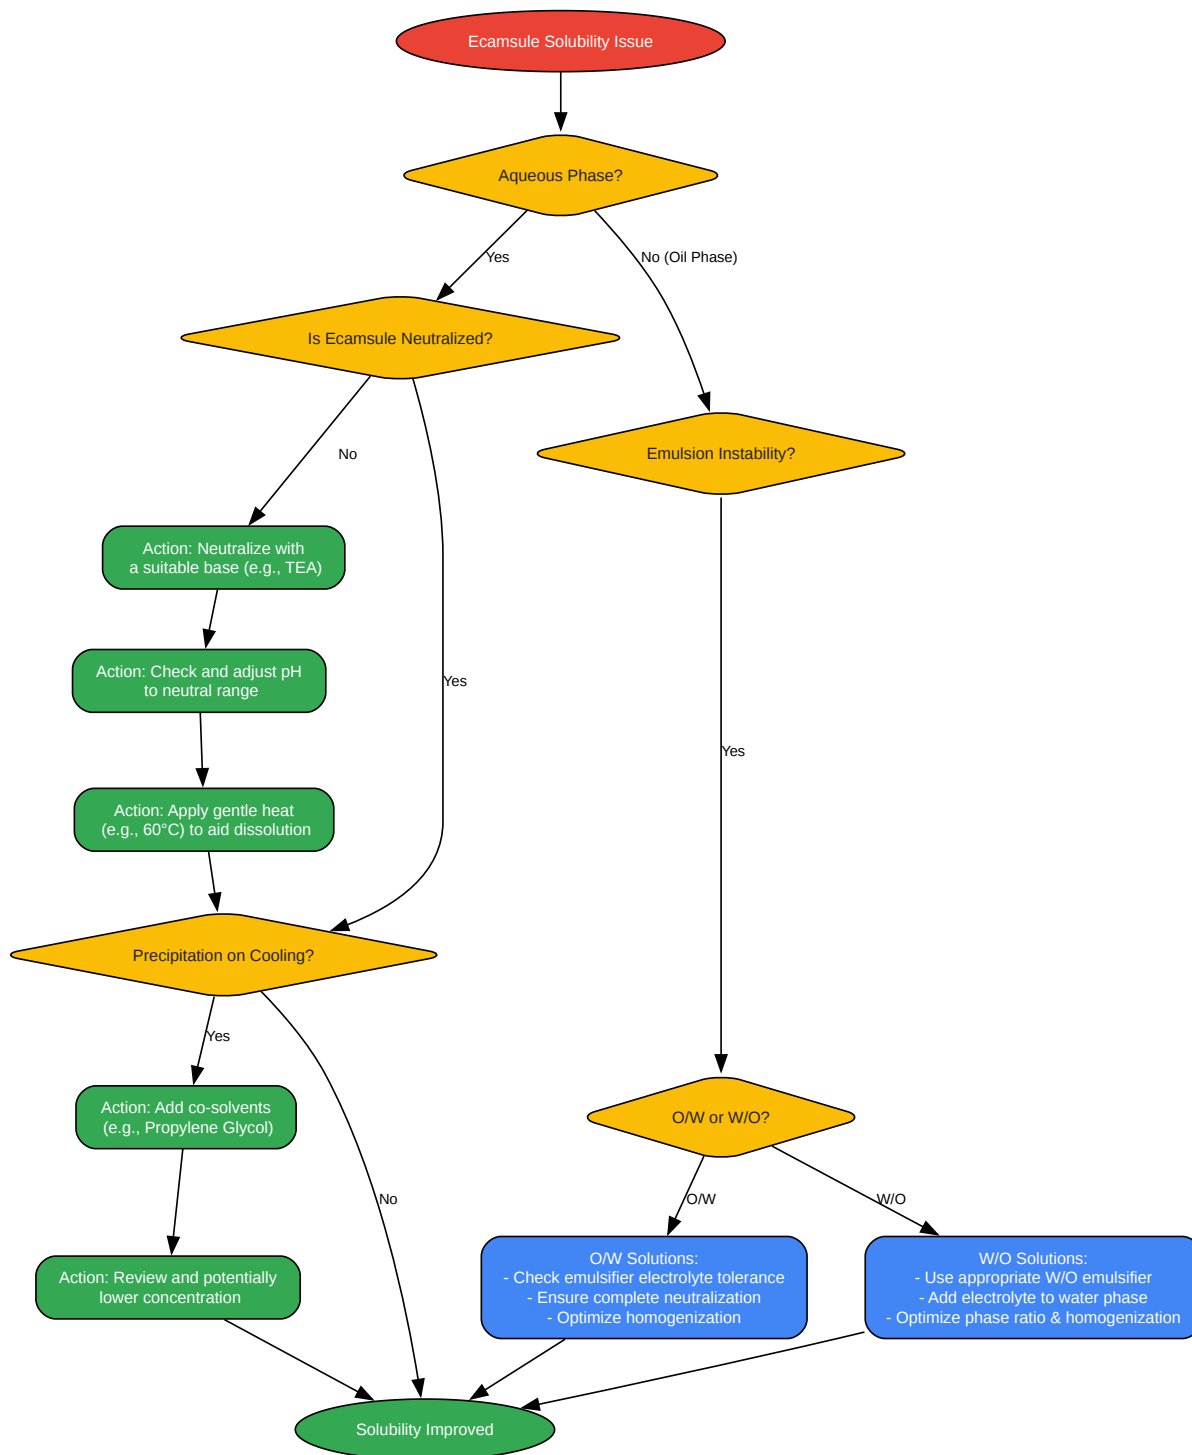 Ecamsule Solubility Issue
Aqueous Phase?
Yes
No (Oil Phase)
Is Ecamsule Neutralized?
Emulsion Instability?
No
Action: Neutralize with
a suitable base (e.g., TEA)
Action: Check and adjust pH
to neutral range
Yes
Yes
Action: Apply gentle heat
(e.g., 60°C) to aid dissolution
Precipitation on Cooling?
Yes
Action: Add co-solvents
(e.g., Propylene Glycol)
O/W or W/O?
No
O/W
W/O
Action: Review and potentially
lower concentration
O/W Solutions:
- Check emulsifier electrolyte tolerance
- Ensure complete neutralization
- Optimize homogenization
W/O Solutions:
- Use appropriate W/O emulsifier
- Add electrolyte to water phase
- Optimize phase ratio & homogenization
Solubility Improved